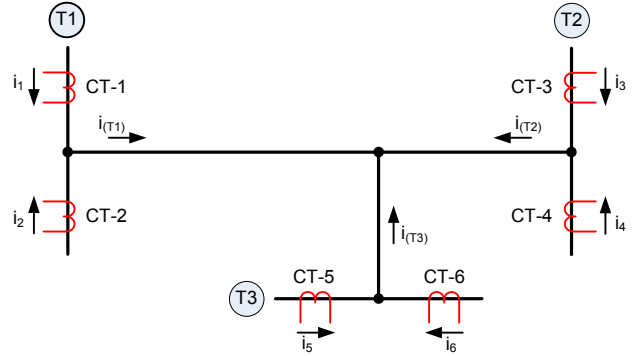 T1
T2
i1
CT-1
CT-3
i3
i(T1)
i(T2)
i2
CT-2
CT-4
i4
i(T3)
CT-5
CT-6
T3
i5
i6